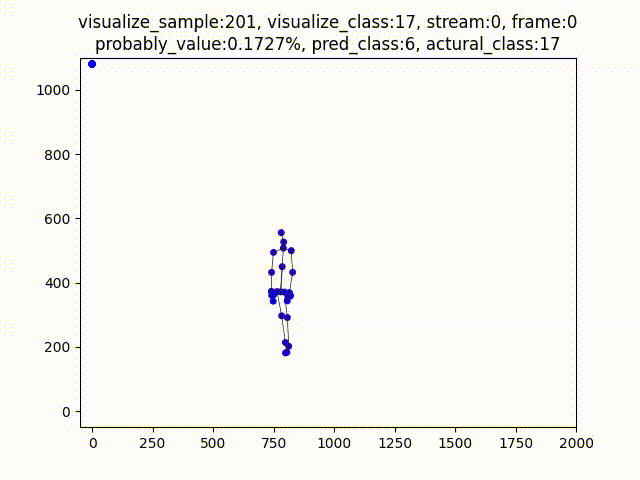 visualize_sample:201, visualize_class:17, stream:0, frame:0
probably_value:0.1727%, pred_class:6, actural_class:17
1000
800
600
400
200
0
0 250 500 750 1000 1250 1500 1750 2000